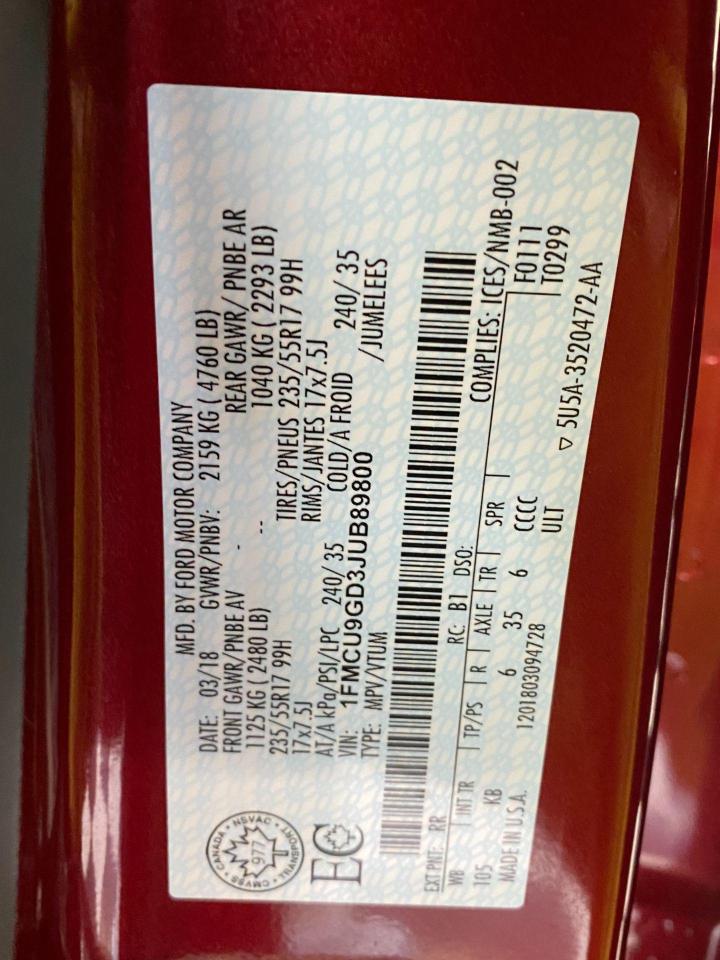 MFD. BY FORD MOTOR COMPANY
DATE: 03/18 GVWR/PNBV: 2159 KG ( 4760 LB)
FRONT GAWR/PNBE AV - REAR GAWR/ PNBE AR
1125 KG ( 2480 LB) -- 1040 KG ( 2293 LB)
235/55R17 99H TIRES/PNEUS 235/55R17 99H
17x7.5J RIMS/JANTES 17x7.5J
AT/A kPa/PSI/LPC 240/ 35 COLD/A FROID 240/ 35
VIN: 1FMCU9GD3JUB89800 /JUMELEES
TYPE: MPV/VTUM
CANADA • NSVAC • TRANSPORT • CMVSS •
977
EC
EXT PNT: RR RC: B1 DSO: COMPLIES: ICES/NMB-002
WB INT TR TP/PS R AXLE TR SPR F0111
105 KB 6 35 6 CCCC T0299
MADE IN U.S.A. 1201803094728 ULT
▽ 5U5A-3520472-AA